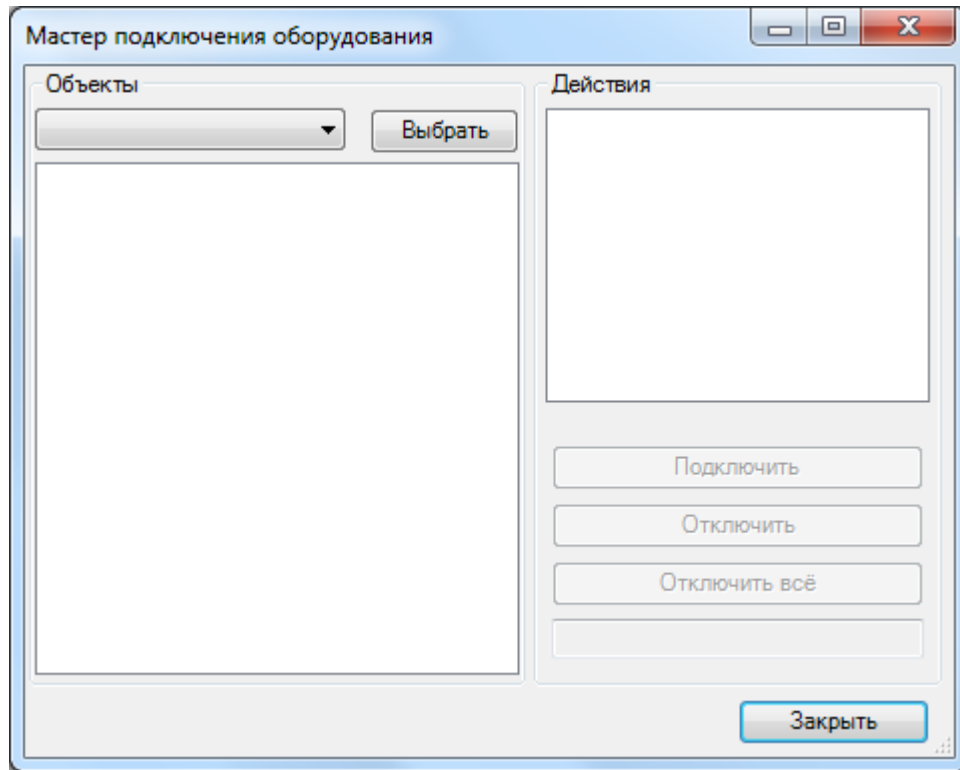 Мастер подключения оборудования
Объекты
Выбрать
Действия
Подключить
Отключить
Отключить всё
Закрыть